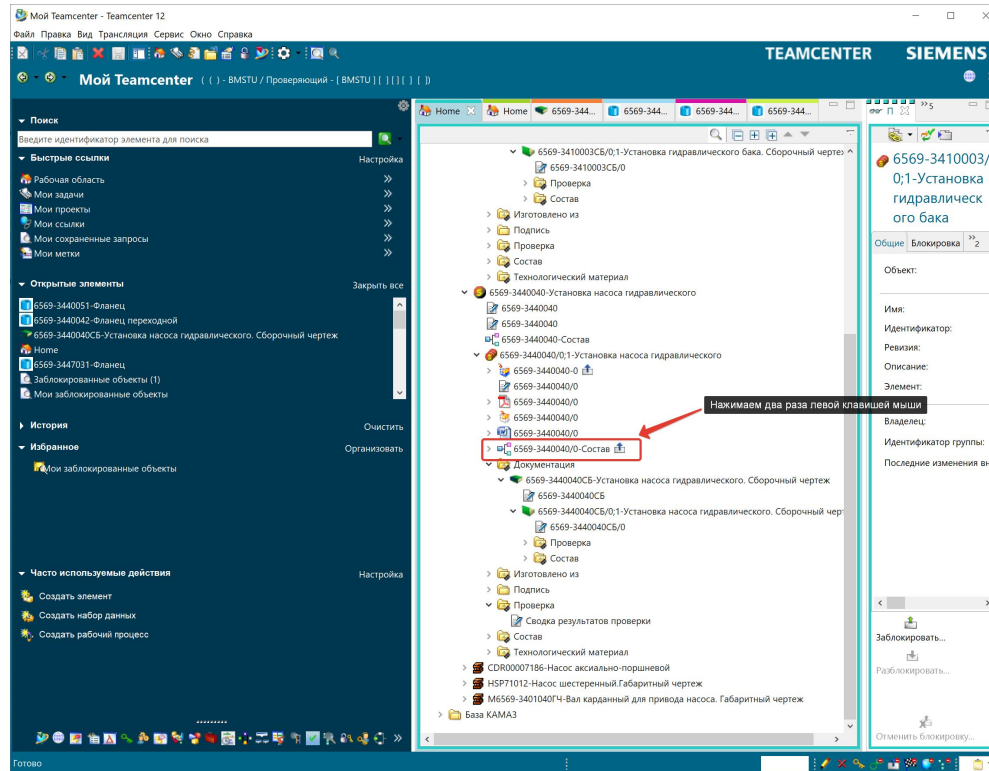 Мой Teamcenter - Teamcenter 12
Файл Правка Вид Трансляция Сервис Окно Справка
TEAMCENTER SIEMENS
Мой Teamcenter ( ( ) - BMSTU / Проверяющий - [ BMSTU ] [ ] [ ] [ ] [ ] )
Поиск
Введите идентификатор элемента для поиска
Быстрые ссылки Настройка
Рабочая область
Мои задачи
Мои проекты
Мои ссылки
Мои сохраненные запросы
Мои метки
Открытые элементы Закрыть все
6569-3440051-Фланец
6569-3440042-Фланец переходной
6569-3440040СБ-Установка насоса гидравлического. Сборочный чертеж
Home
6569-3447031-Фланец
Заблокированные объекты (1)
Мои заблокированные объекты
История Очистить
Избранное Организовать
Мои заблокированные объекты
Часто используемые действия Настройка
Создать элемент
Создать набор данных
Создать рабочий процесс
Home Home 6569-344... 6569-344... 6569-344... 6569-344...
6569-3410003СБ/0;1-Установка гидравлического бака. Сборочный черте
6569-3410003СБ/0
Проверка
Состав
Изготовлено из
Подпись
Проверка
Состав
Технологический материал
6569-3440040-Установка насоса гидравлического
6569-3440040
6569-3440040
6569-3440040-Состав
6569-3440040/0;1-Установка насоса гидравлического
6569-3440040-0
6569-3440040/0
6569-3440040/0
6569-3440040/0
6569-3440040/0
6569-3440040/0-Состав
Нажимаем два раза левой клавишей мыши
Документация
6569-3440040СБ-Установка насоса гидравлического. Сборочный чертеж
6569-3440040СБ
6569-3440040СБ/0;1-Установка насоса гидравлического. Сборочный чер
6569-3440040СБ/0
Проверка
Состав
Изготовлено из
Подпись
Проверка
Сводка результатов проверки
Состав
Технологический материал
CDR00007186-Насос аксиально-поршневой
HSP71012-Насос шестеренный.Габаритный чертеж
М6569-3401040ГЧ-Вал карданный для привода насоса. Габаритный чертеж
База КАМАЗ
П 5
6569-3410003/
0;1-Установка
гидравлическ
ого бака
Общие Блокировка 2
Объект:
Имя:
Идентификатор:
Ревизия:
Описание:
Элемент:
Владелец:
Идентификатор группы:
Последние изменения вн
Заблокировать...
Разблокировать...
Отменить блокировку...
Готово